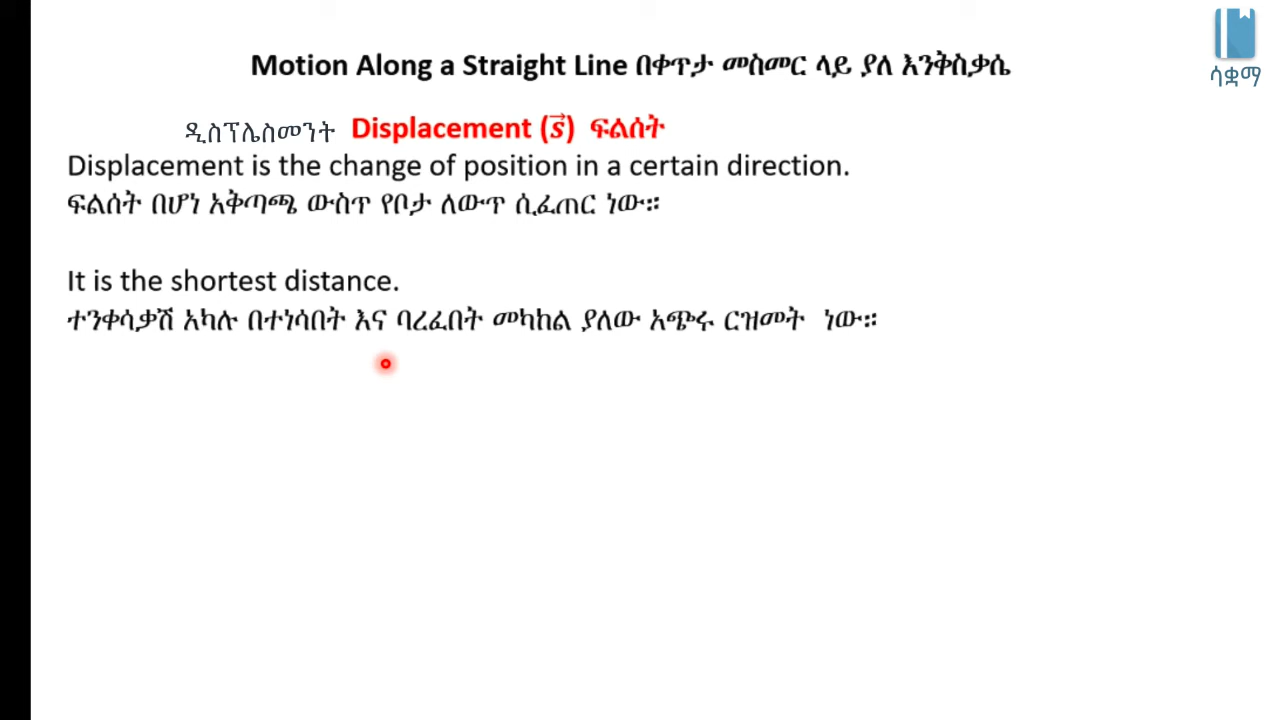 ሳቋማ
Motion Along a Straight Line በቀጥታ መስመር ላይ ያለ እንቅስቃሴ
ዲስፕሌስመንት Displacement (s⃗) ፍልሰት
Displacement is the change of position in a certain direction.
ፍልሰት በሆነ አቅጣጫ ውስጥ የቦታ ለውጥ ሲፈጠር ነው።
It is the shortest distance.
ተንቀሳቃሽ አካሉ በተነሳበት እና ባረፈበት መካከል ያለው አጭሩ ርዝመት ነው።